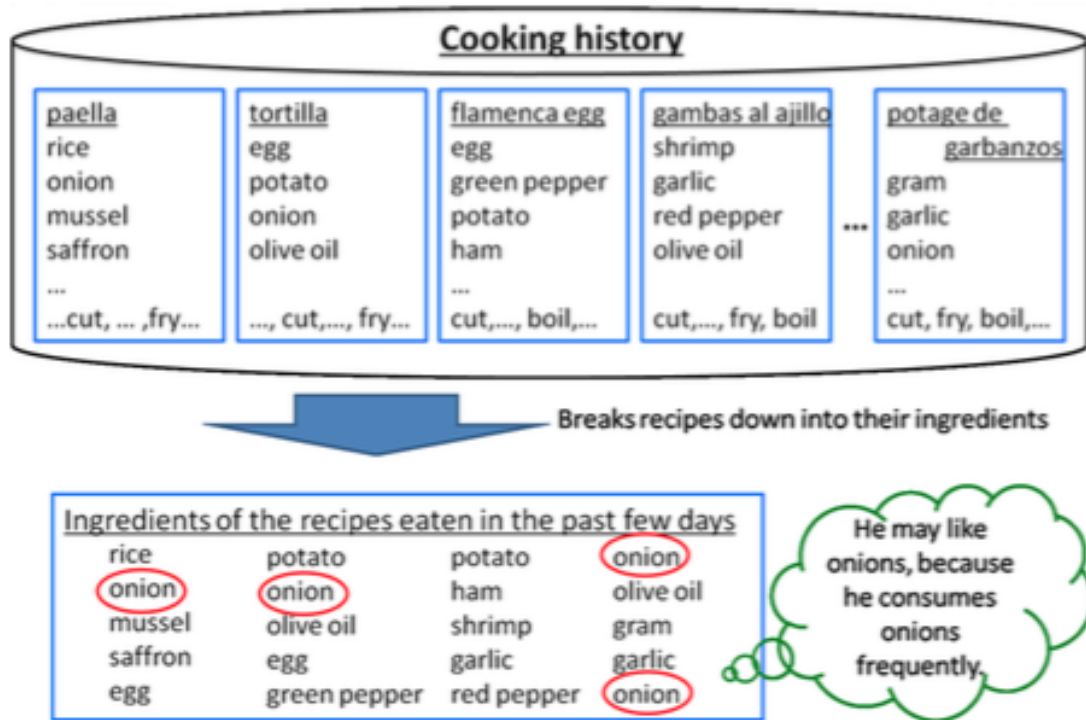 Cooking history
paella
rice
onion
mussel
saffron
...
...cut, ... ,fry...
tortilla
egg
potato
onion
olive oil
..., cut,..., fry...
flamenca egg
egg
green pepper
potato
ham
...
cut,..., boil,...
gambas al ajillo
shrimp
garlic
red pepper
olive oil
cut,..., fry, boil
...
potage de
garbanzos
gram
garlic
onion
...
cut, fry, boil,...
Breaks recipes down into their ingredients
Ingredients of the recipes eaten in the past few days
rice potato potato onion
onion onion ham olive oil
mussel olive oil shrimp gram
saffron egg garlic garlic
egg green pepper red pepper onion
He may like
onions, because
he consumes
onions
frequently.